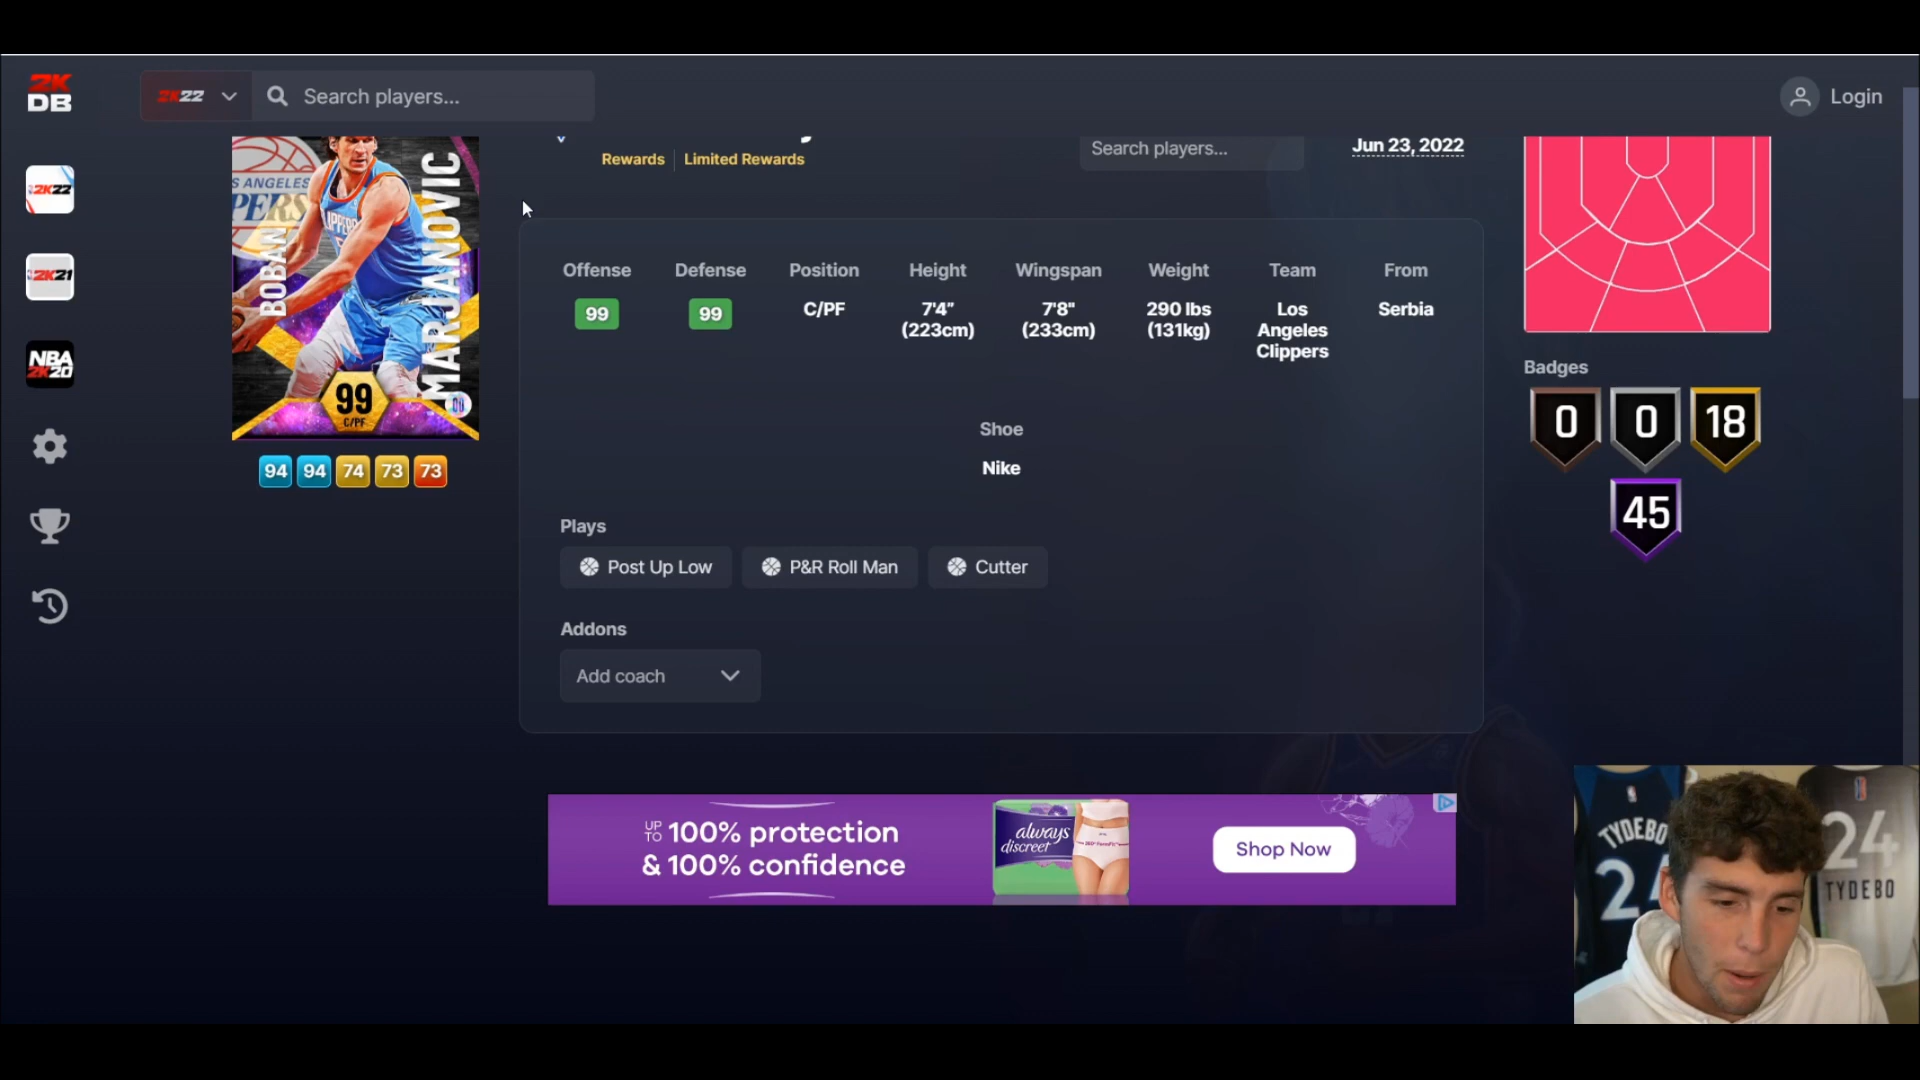 2K
DB
2K22
Search players...
Login
2K22
2K21
NBA
2K20
S ANGELES
CLIPPERS
BOBAN
MARJANOVIC
99
C/PF
94 94 74 73 73
Rewards Limited Rewards
Search players...
Jun 23, 2022
Offense Defense Position Height Wingspan Weight Team From
99 99 C/PF 7'4" 7'8" 290 lbs Los Serbia
(223cm) (233cm) (131kg) Angeles
Clippers
Shoe
Nike
Plays
Post Up Low P&R Roll Man Cutter
Addons
Add coach
Badges
0 0 18
45
UP TO 100% protection
& 100% confidence
always
discreet
Shop Now
TYDEBO
24
24
TYDEBO